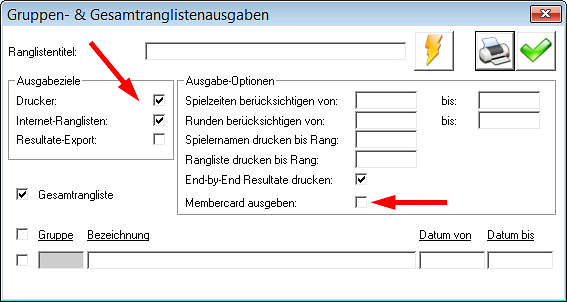 Gruppen- & Gesamtranglistenausgaben
Ranglistentitel:
Ausgabeziele
Drucker:
Internet-Ranglisten:
Resultate-Export:
Ausgabe-Optionen
Spielzeiten berücksichtigen von: bis:
Runden berücksichtigen von: bis:
Spielernamen drucken bis Rang:
Rangliste drucken bis Rang:
End-by-End Resultate drucken:
Membercard ausgeben:
Gesamtrangliste
Gruppe Bezeichnung Datum von Datum bis